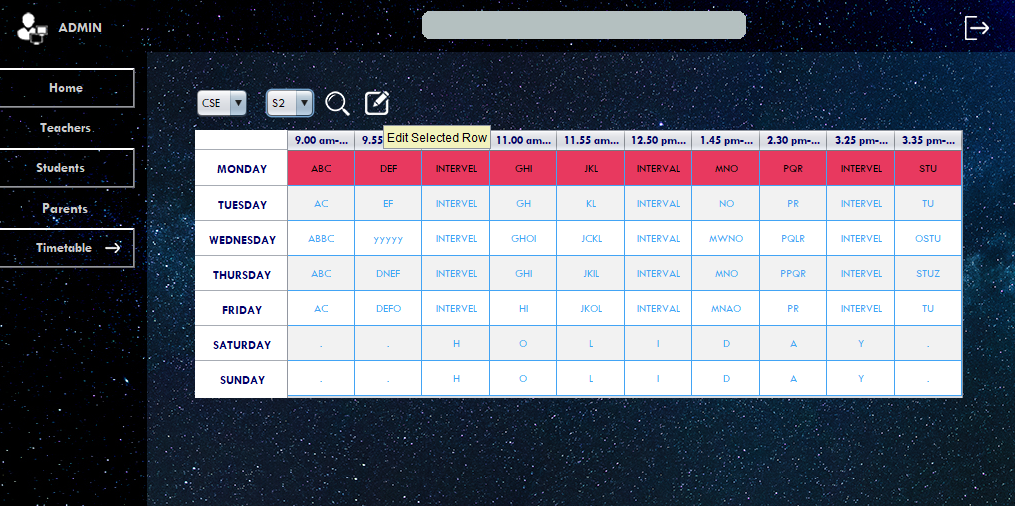 ADMIN
Home
Teachers
Students
Parents
Timetable
CSE S2
Edit Selected Row
9.00 am-... 9.55 11.00 am-... 11.55 am-... 12.50 pm-... 1.45 pm-... 2.30 pm-... 3.25 pm-... 3.35 pm-...
MONDAY ABC DEF INTERVEL GHI JKL INTERVAL MNO PQR INTERVEL STU
TUESDAY AC EF INTERVEL GH KL INTERVAL NO PR INTERVEL TU
WEDNESDAY ABBC yyyyy INTERVEL GHOI JCKL INTERVAL MWNO PQLR INTERVEL OSTU
THURSDAY ABC DNEF INTERVEL GHI JKIL INTERVAL MNO PPQR INTERVEL STUZ
FRIDAY AC DEFO INTERVEL HI JKOL INTERVAL MNAO PR INTERVEL TU
SATURDAY . . H O L I D A Y .
SUNDAY . . H O L I D A Y .